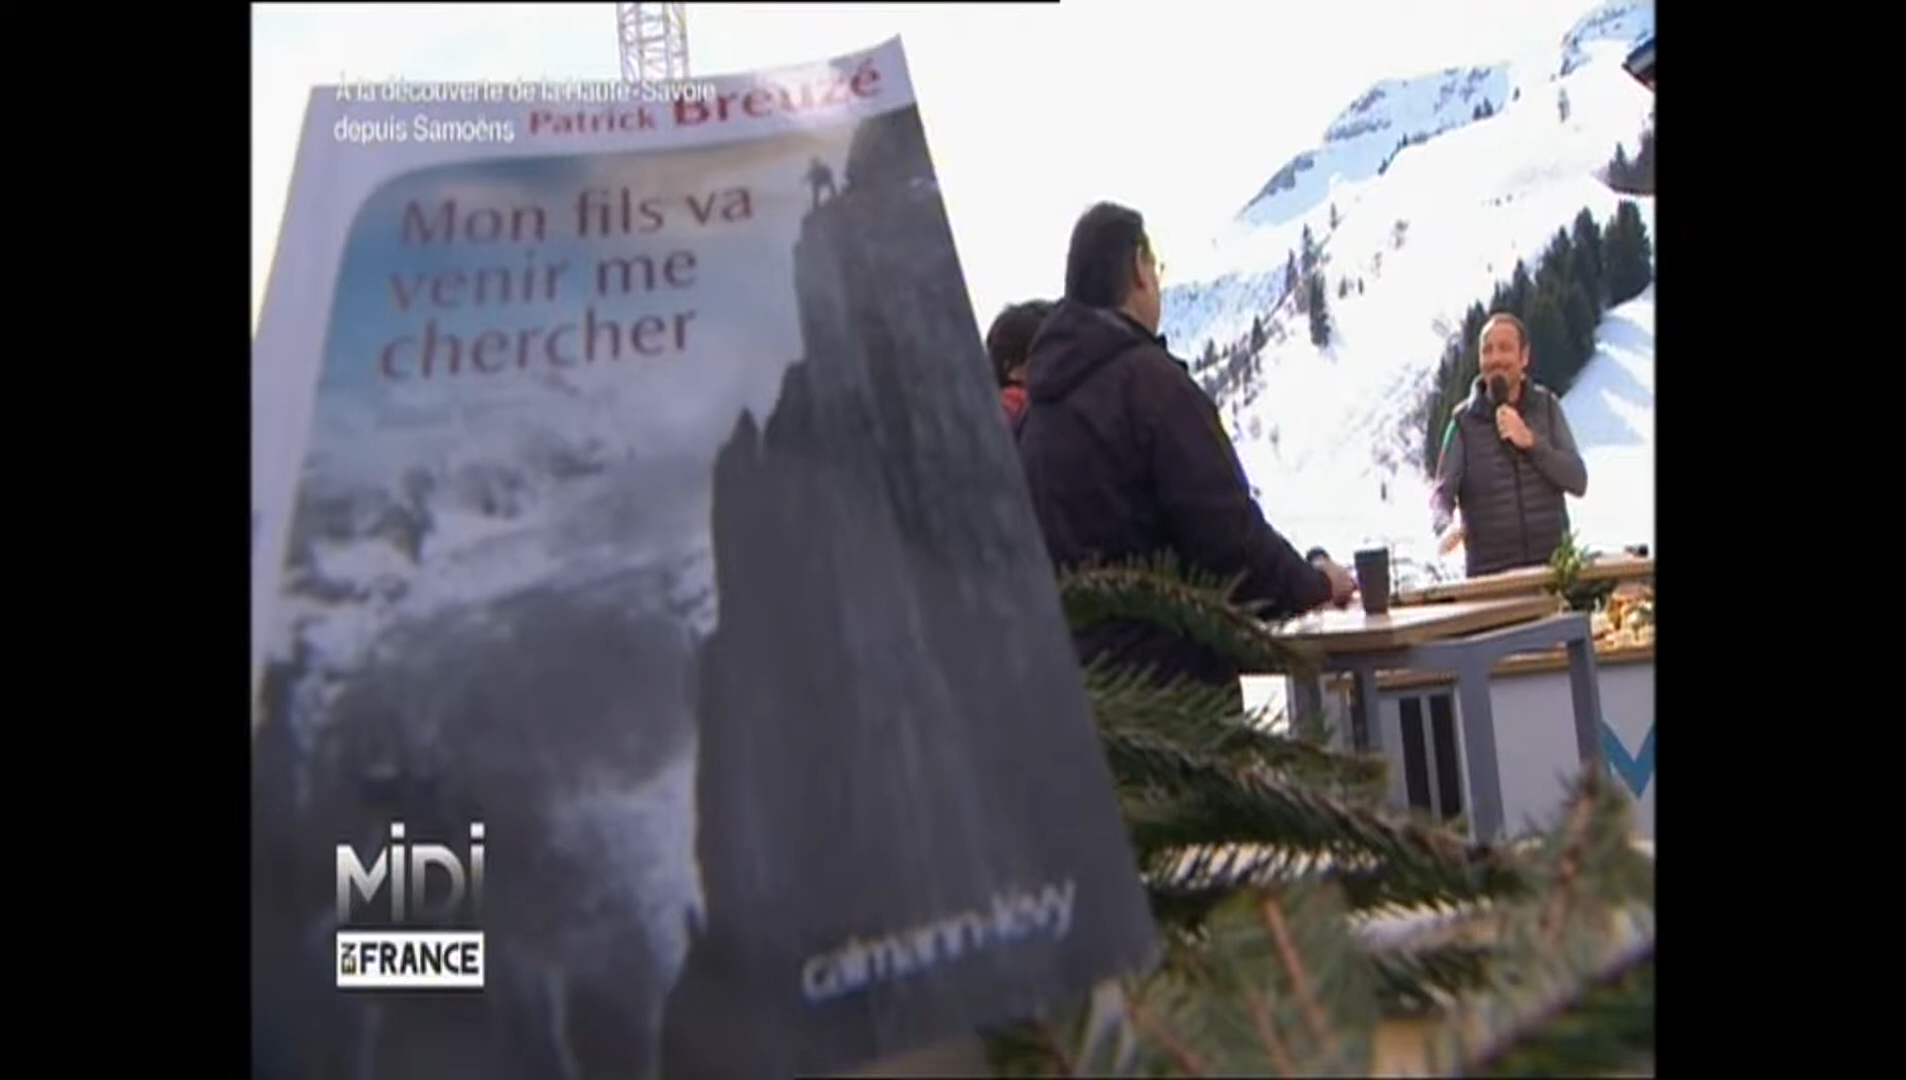 À la découverte de la Haute-Savoie
depuis Samoëns
Patrick Breuzé
Mon fils va
venir me
chercher
calmann-lévy
MiDi
EN FRANCE